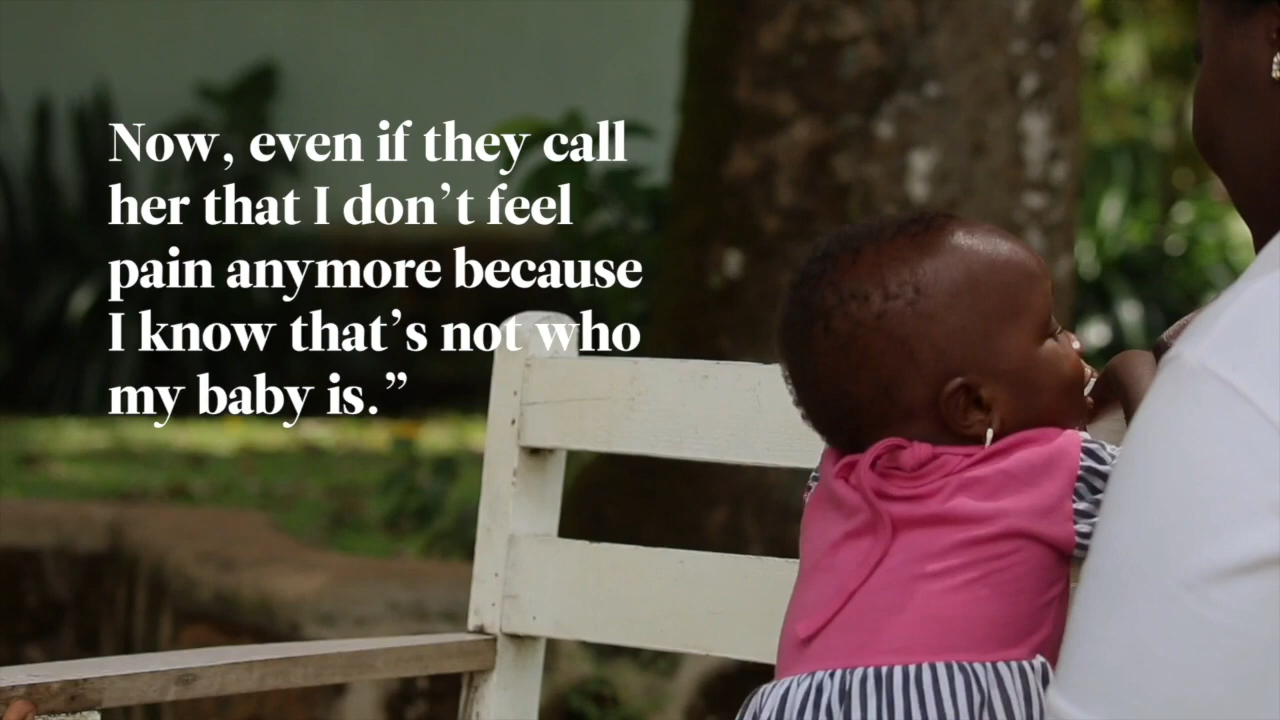 Now, even if they call
her that I don’t feel
pain anymore because
I know that’s not who
my baby is.”